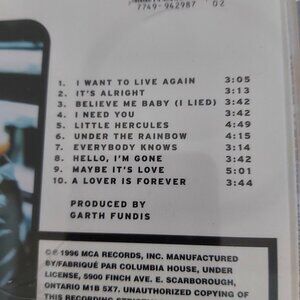 7749-942987 02
1. I WANT TO LIVE AGAIN 3:05
2. IT'S ALRIGHT 3:13
3. BELIEVE ME BABY (I LIED) 3:42
4. I NEED YOU 3:42
5. LITTLE HERCULES 4:49
6. UNDER THE RAINBOW 4:15
7. EVERYBODY KNOWS 3:14
8. HELLO, I'M GONE 3:42
9. MAYBE IT'S LOVE 5:01
10. A LOVER IS FOREVER 3:44
PRODUCED BY
GARTH FUNDIS
℗ © 1996 MCA RECORDS, INC. MANUFACTURED
BY/FABRIQUÉ PAR COLUMBIA HOUSE, UNDER
LICENSE, 5900 FINCH AVE. E. SCARBOROUGH,
ONTARIO M1B 5X7. UNAUTHORIZED COPYING OF
THIS RECORDING